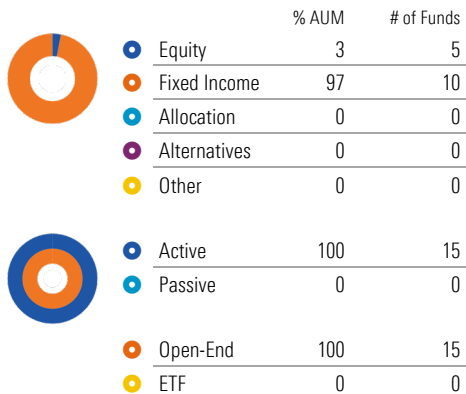 % AUM # of Funds
Equity 3 5
Fixed Income 97 10
Allocation 0 0
Alternatives 0 0
Other 0 0
Active 100 15
Passive 0 0
Open-End 100 15
ETF 0 0